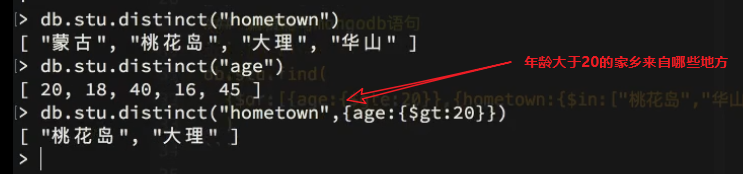 > db.stu.distinct("hometown")
[ "蒙古", "桃花岛", "大理", "华山" ]
> db.stu.distinct("age")
[ 20, 18, 40, 16, 45 ]
年龄大于20的家乡来自哪些地方
> db.stu.distinct("hometown",{age:{$gt:20}})
[ "桃花岛", "大理" ]
>